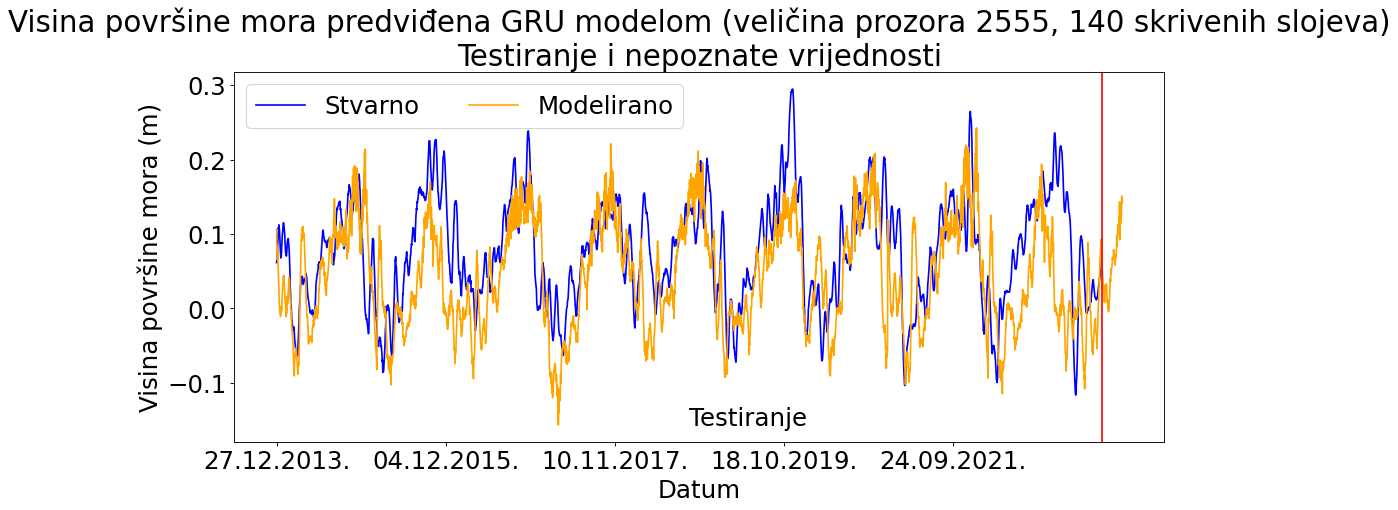 Visina površine mora predviđena GRU modelom (veličina prozora 2555, 140 skrivenih slojeva)
Testiranje i nepoznate vrijednosti
Stvarno
Modelirano
Visina površine mora (m)
0.3
0.2
0.1
0.0
−0.1
Testiranje
27.12.2013.
04.12.2015.
10.11.2017.
18.10.2019.
24.09.2021.
Datum